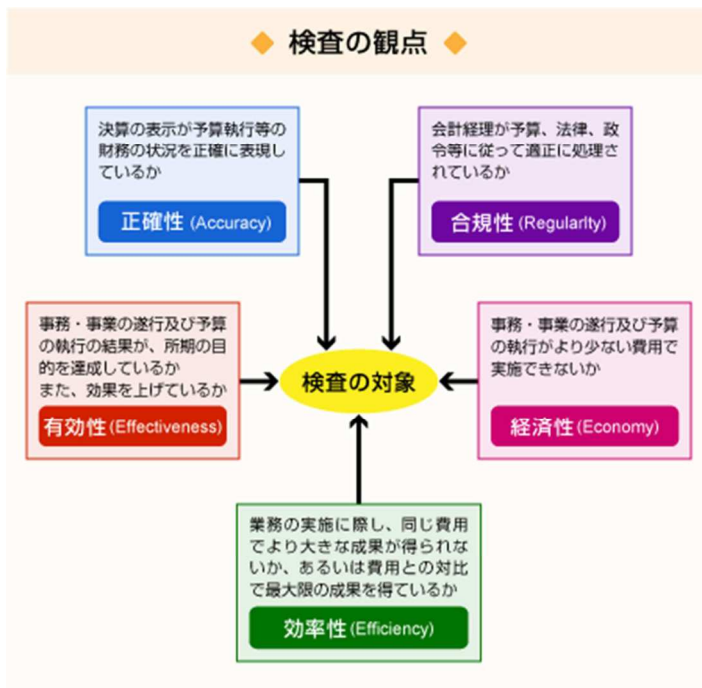 検査の観点
決算の表示が予算執行等の
財務の状況を正確に表現し
ているか
正確性 (Accuracy)
会計経理が予算、法律、政
令等に従って適正に処理さ
れているか
合規性 (Regularity)
事務・事業の遂行及び予算
の執行の結果が、所期の目
的を達成しているか
また、効果を上げているか
有効性 (Effectiveness)
検査の対象
事務・事業の遂行及び予算
の執行がより少ない費用で
実施できないか
経済性 (Economy)
業務の実施に際し、同じ費用
でより大きな成果が得られな
いか、あるいは費用との対比
で最大限の成果を得ているか
効率性 (Efficiency)